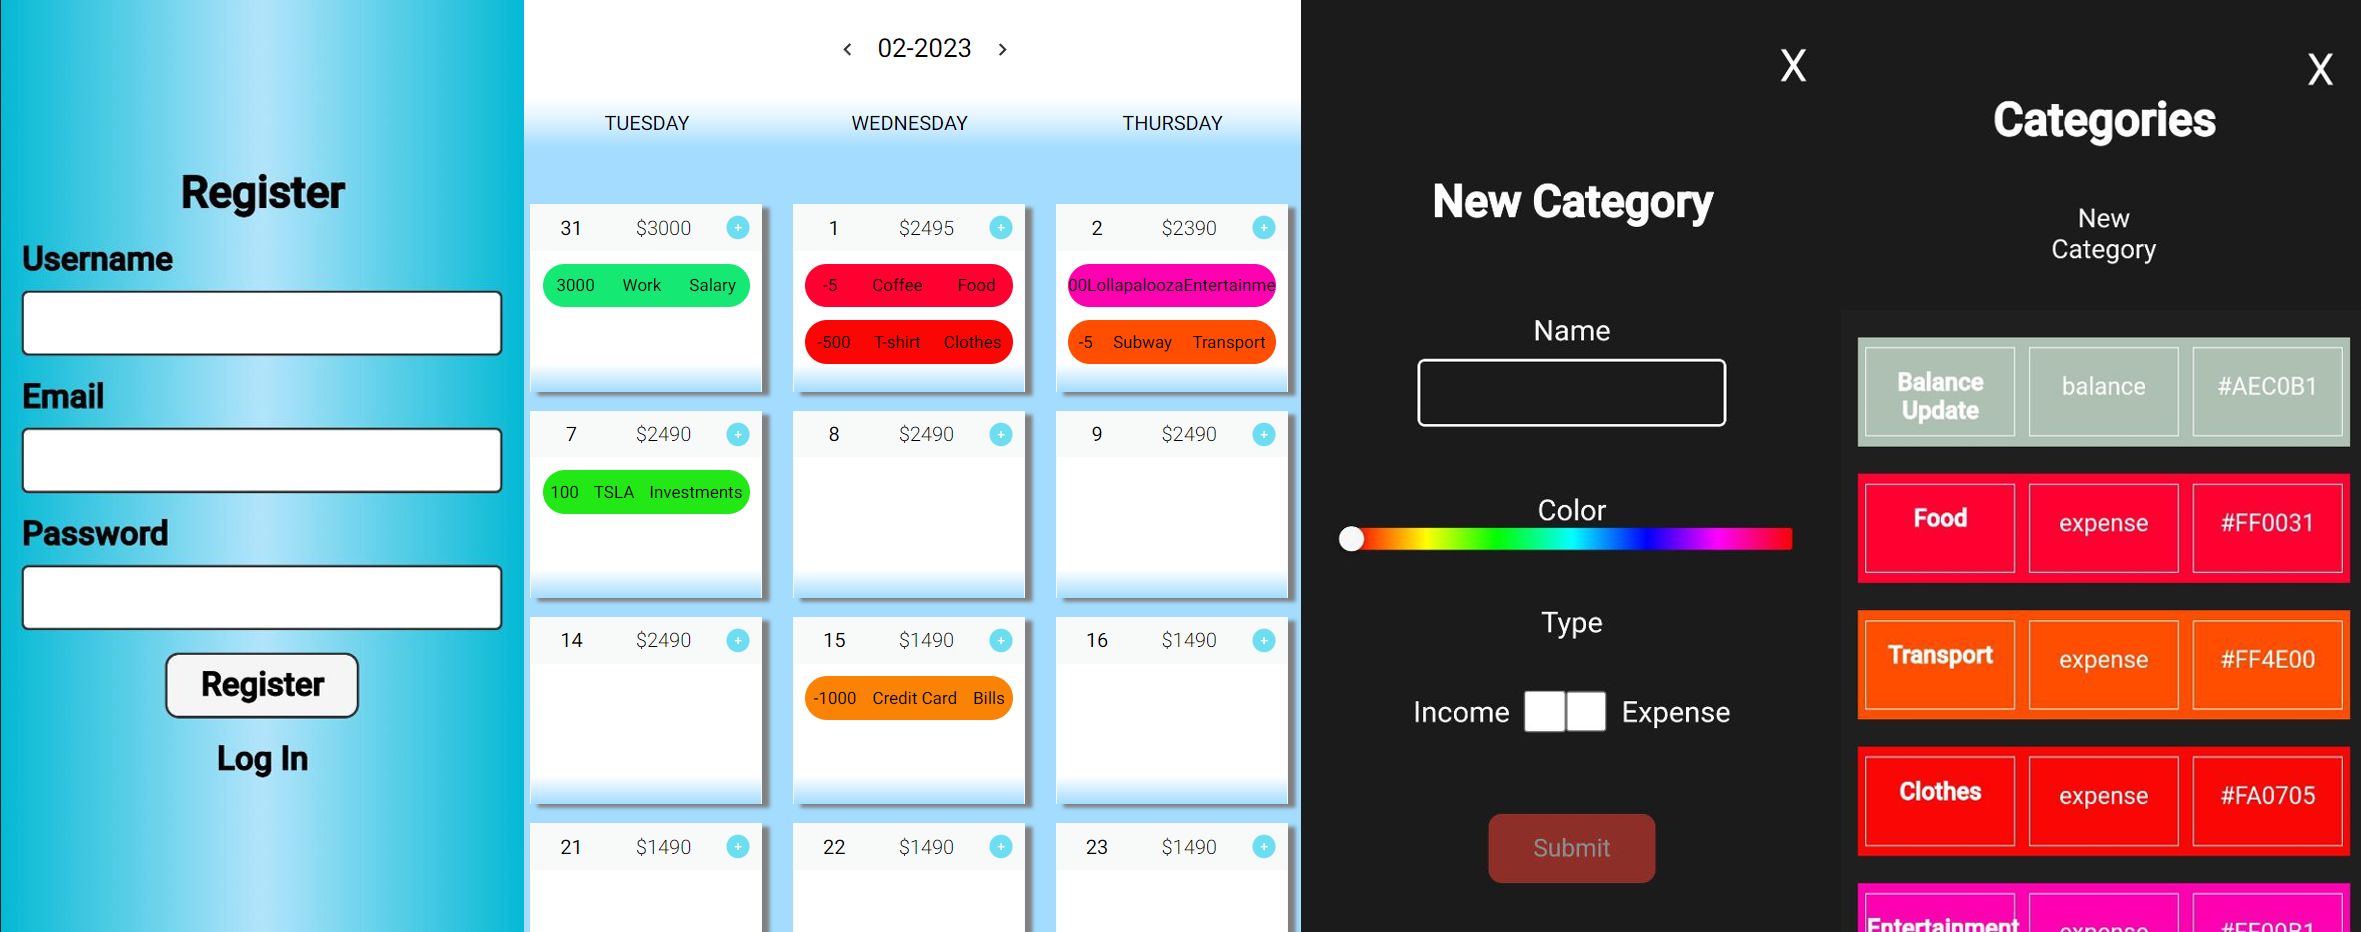 Register
Username
Email
Password
Register
Log In
< 02-2023 >
TUESDAY WEDNESDAY THURSDAY
31 $3000 +
3000 Work Salary
1 $2495 +
-5 Coffee Food
-500 T-shirt Clothes
2 $2390 +
00LollapaloozaEntertainme
-5 Subway Transport
7 $2490 +
100 TSLA Investments
8 $2490 +
9 $2490 +
14 $2490 +
15 $1490 +
-1000 Credit Card Bills
16 $1490 +
21 $1490 +
22 $1490 +
23 $1490 +
X
New Category
Name
Color
Type
Income Expense
Submit
X
Categories
New
Category
Balance
Update
balance
#AEC0B1
Food expense #FF0031
Transport expense #FF4E00
Clothes expense #FA0705
Entertainment expense #FF00B1